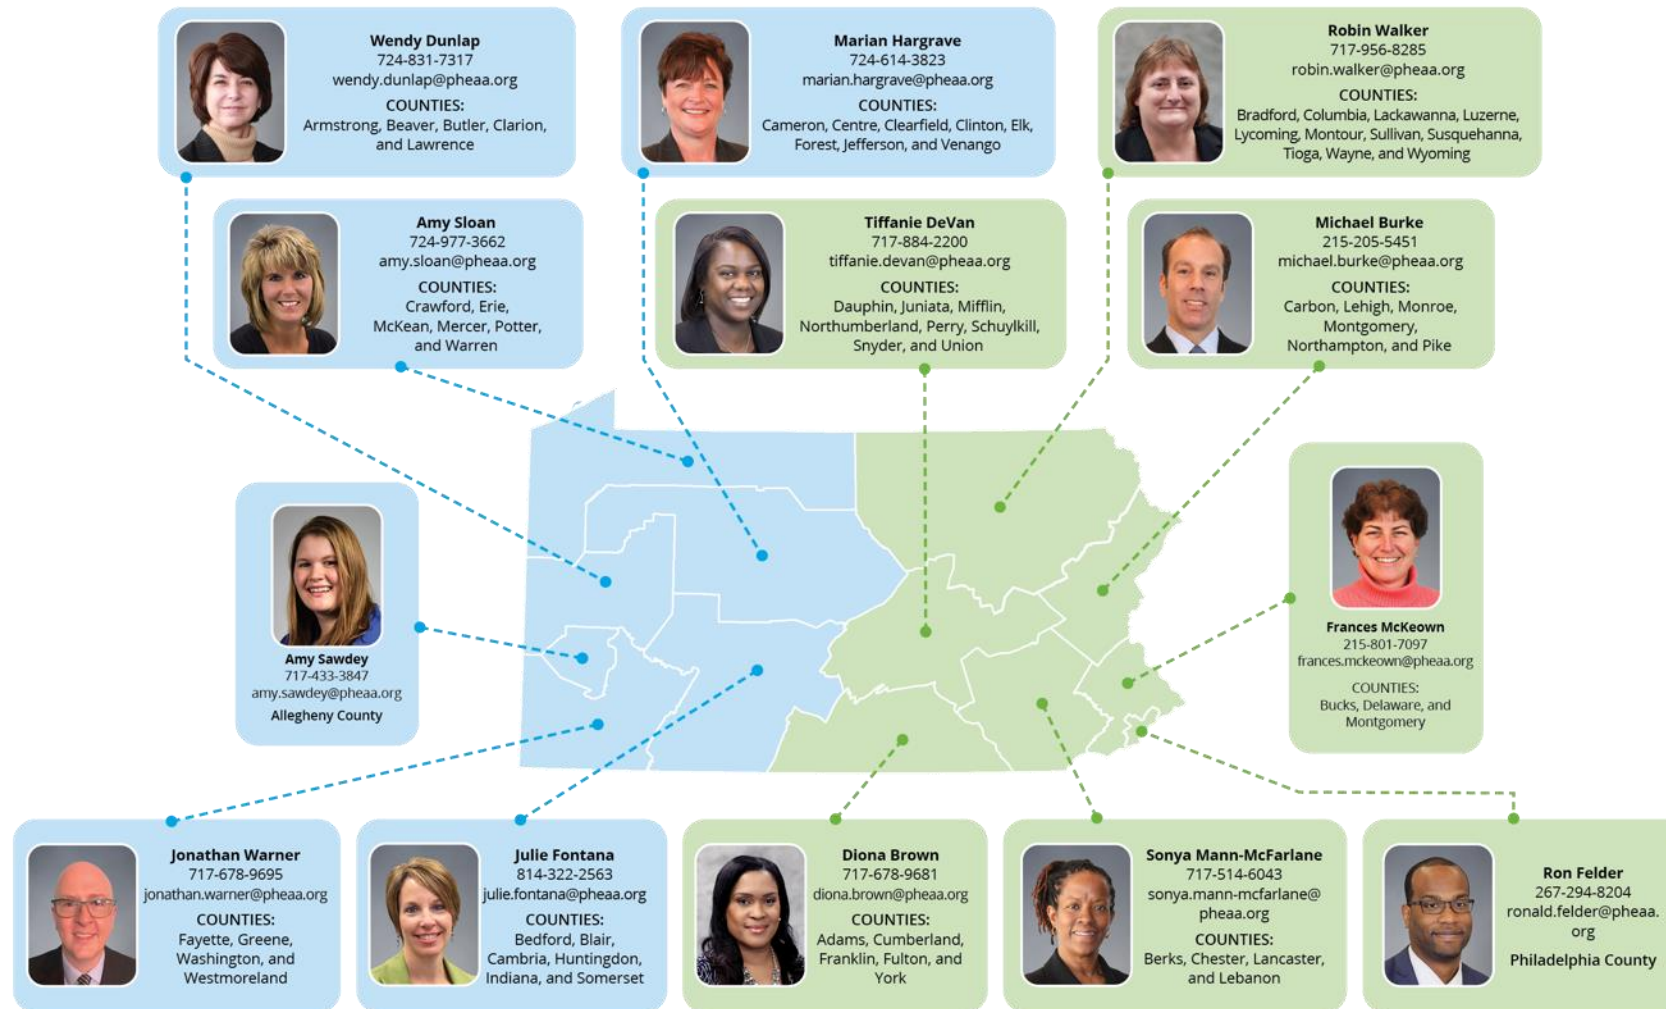 Wendy Dunlap
724-831-7317
wendy.dunlap@pheaa.org
COUNTIES:
Armstrong, Beaver, Butler, Clarion,
and Lawrence
Marian Hargrave
724-614-3823
marian.hargrave@pheaa.org
COUNTIES:
Cameron, Centre, Clearfield, Clinton, Elk,
Forest, Jefferson, and Venango
Robin Walker
717-956-8285
robin.walker@pheaa.org
COUNTIES:
Bradford, Columbia, Lackawanna, Luzerne,
Lycoming, Montour, Sullivan, Susquehanna,
Tioga, Wayne, and Wyoming
Amy Sloan
724-977-3662
amy.sloan@pheaa.org
COUNTIES:
Crawford, Erie,
McKean, Mercer, Potter,
and Warren
Tiffanie DeVan
717-884-2200
tiffanie.devan@pheaa.org
COUNTIES:
Dauphin, Juniata, Mifflin,
Northumberland, Perry, Schuylkill,
Snyder, and Union
Michael Burke
215-205-5451
michael.burke@pheaa.org
COUNTIES:
Carbon, Lehigh, Monroe,
Montgomery,
Northampton, and Pike
Amy Sawdey
717-433-3847
amy.sawdey@pheaa.org
Allegheny County
Frances McKeown
215-801-7097
frances.mckeown@pheaa.org
COUNTIES:
Bucks, Delaware, and
Montgomery
Jonathan Warner
717-678-9695
jonathan.warner@pheaa.org
COUNTIES:
Fayette, Greene,
Washington, and
Westmoreland
Julie Fontana
814-322-2563
julie.fontana@pheaa.org
COUNTIES:
Bedford, Blair,
Cambria, Huntingdon,
Indiana, and Somerset
Diona Brown
717-678-9681
diona.brown@pheaa.org
COUNTIES:
Adams, Cumberland,
Franklin, Fulton, and
York
Sonya Mann-McFarlane
717-514-6043
sonya.mann-mcfarlane@
pheaa.org
COUNTIES:
Berks, Chester, Lancaster,
and Lebanon
Ron Felder
267-294-8204
ronald.felder@pheaa.
org
Philadelphia County